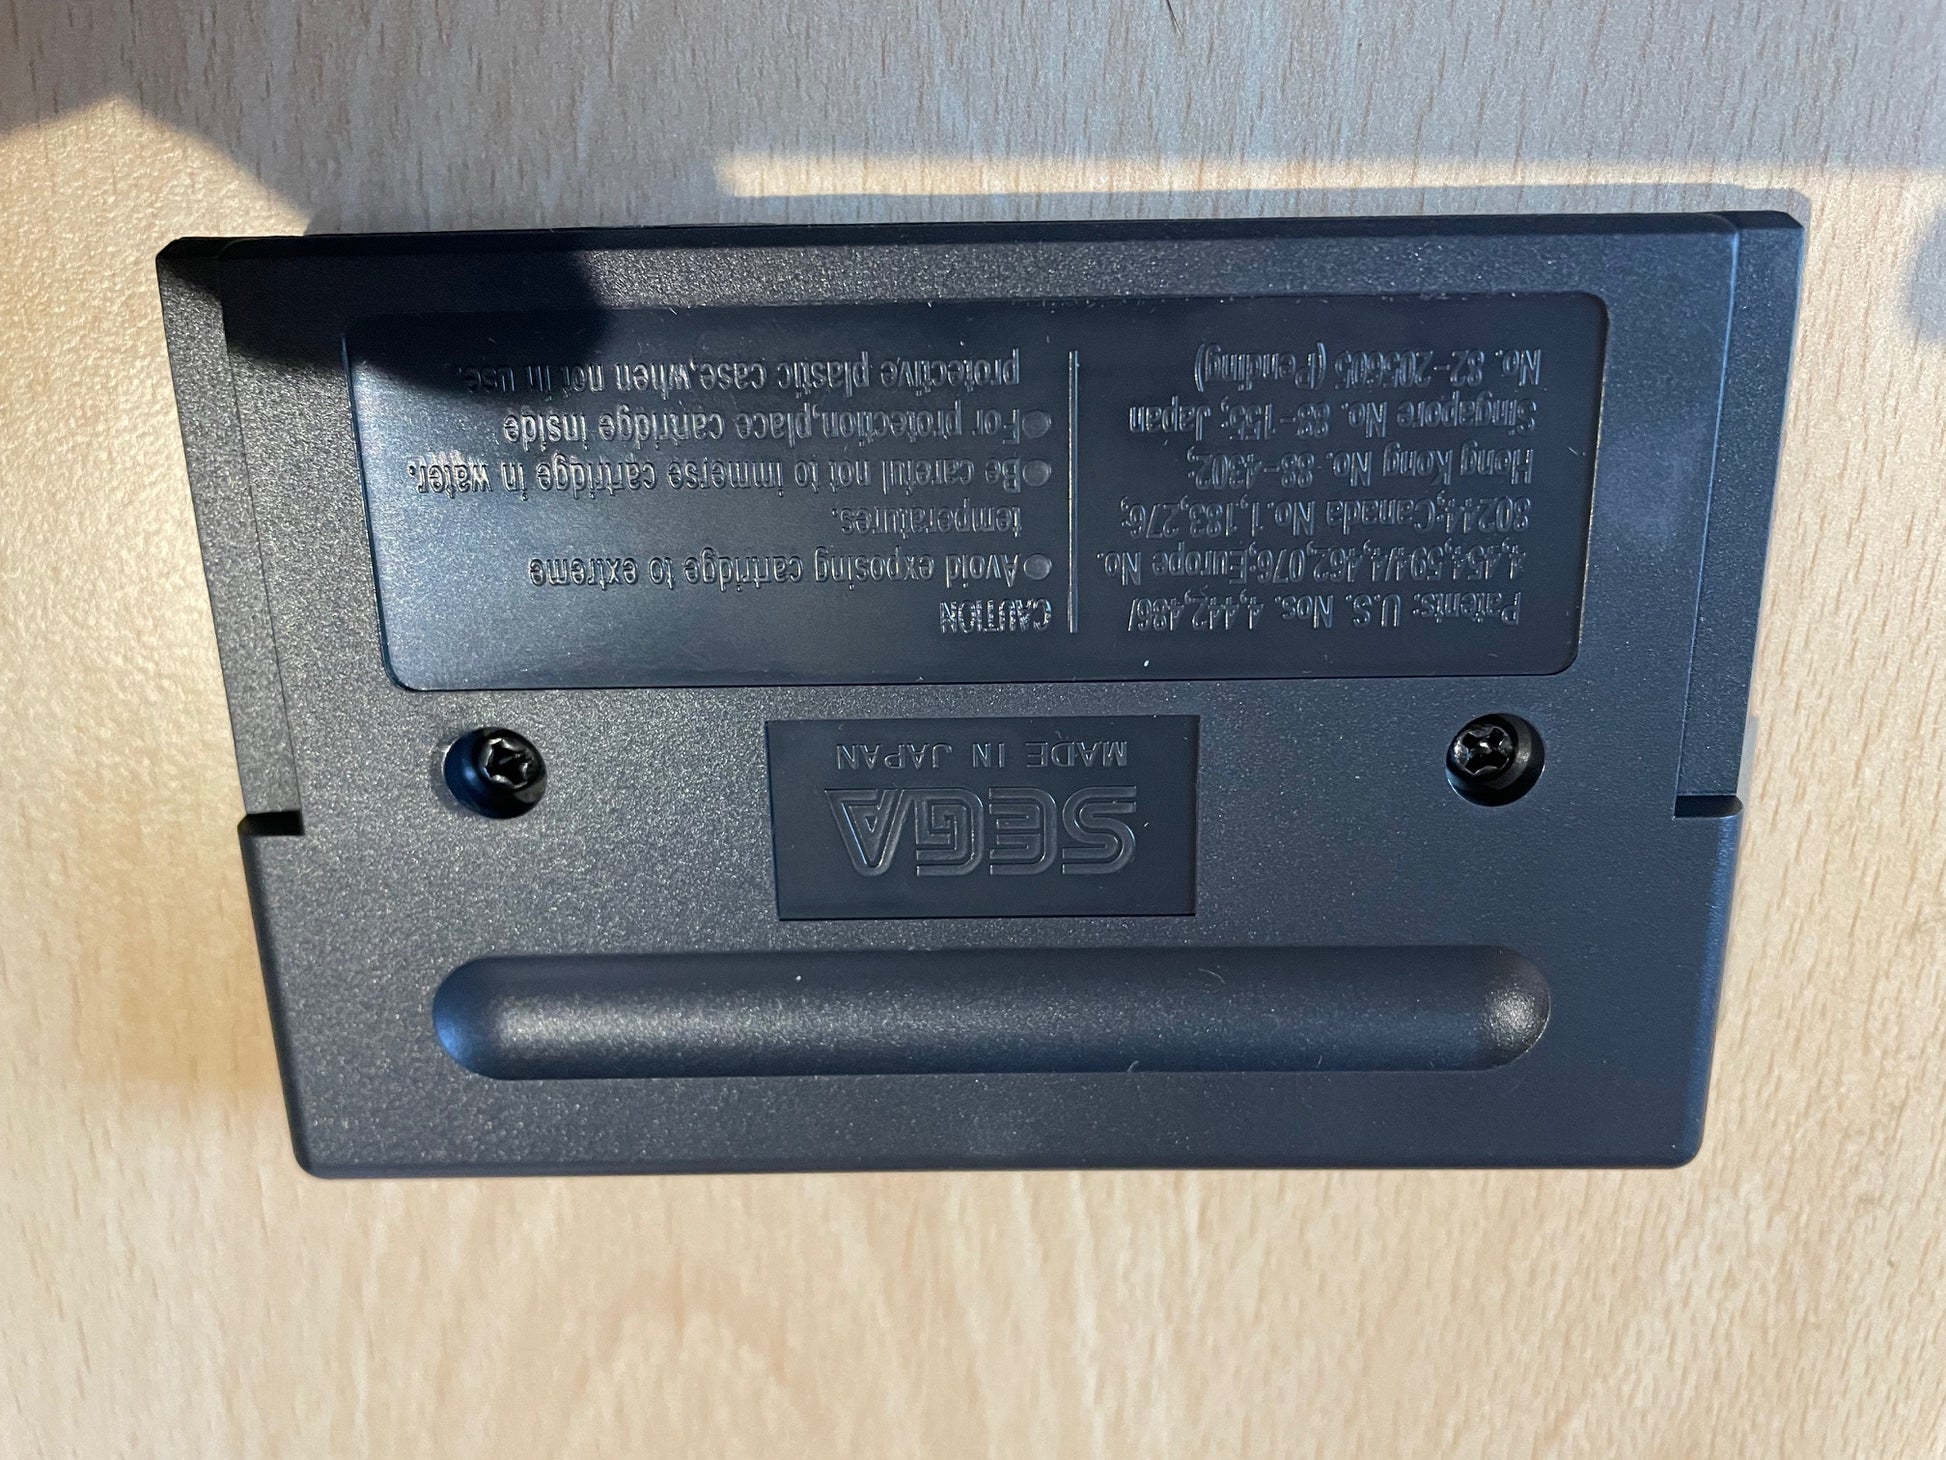 SEGA
MADE IN JAPAN
Patents: U.S. Nos. 4,442,486/
4,454,594/4,462,076;Europe No.
80244;Canada No.1,183,276;
Hong Kong No. 88-4302;
Singapore No. 88-155; Japan
No. 82-205605 (Pending)
CAUTION
● Avoid exposing cartridge to extreme
temperatures.
● Be careful not to immerse cartridge in water.
● For protection,place cartridge inside
protective plastic case,when not in use.